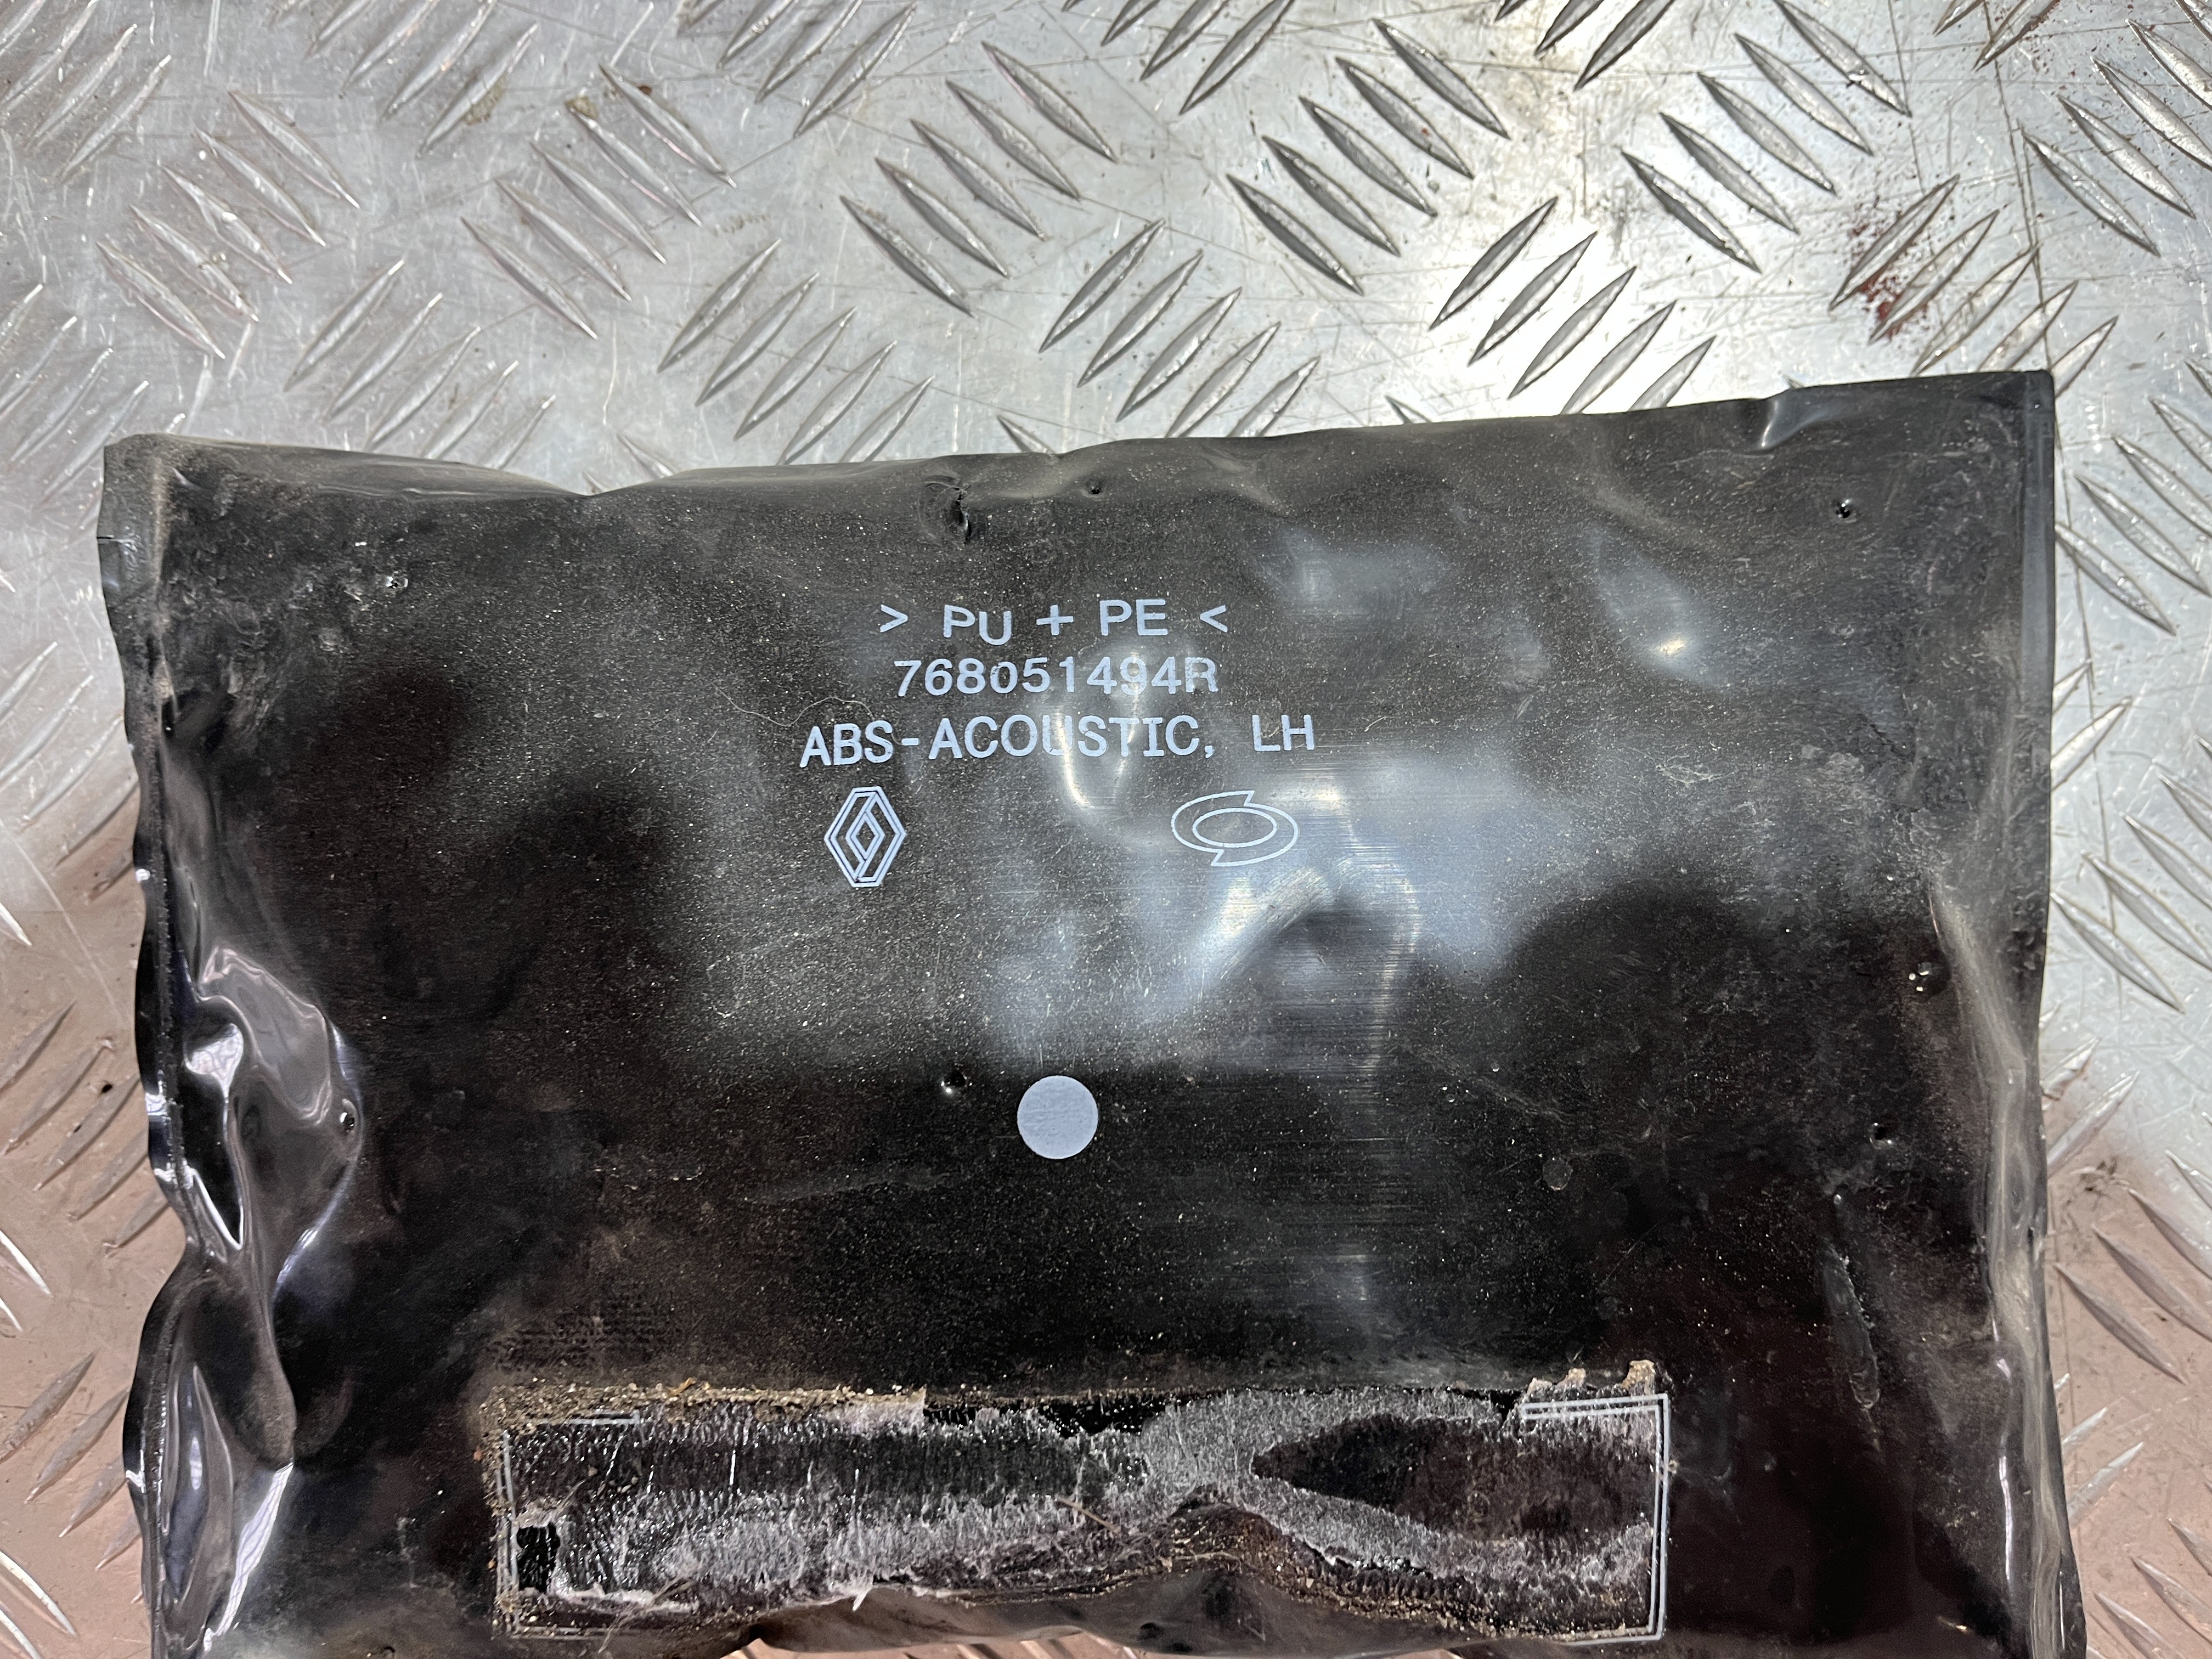 > PU + PE <
768051494R
ABS-ACOUSTIC, LH